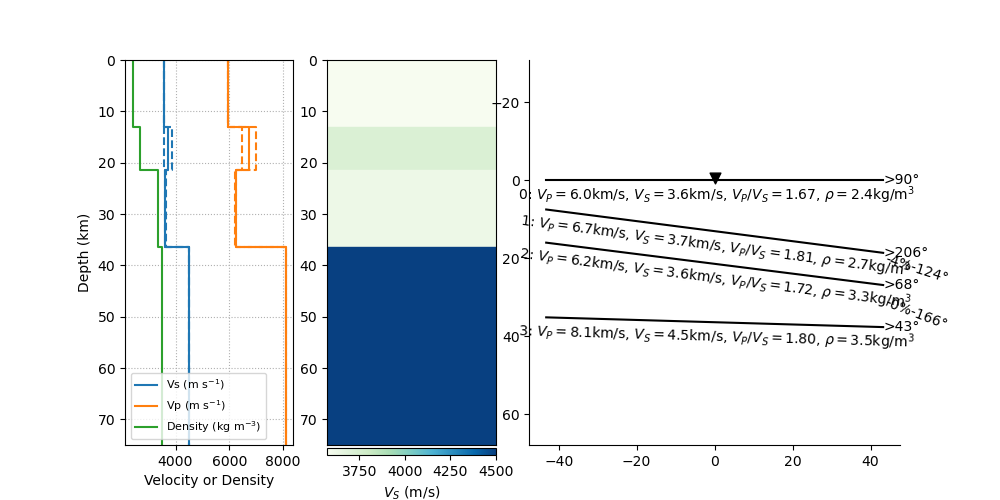 0
10
20
30
40
50
60
70
Depth (km)
4000 6000 8000
Velocity or Density
Vs (m s⁻¹)
Vp (m s⁻¹)
Density (kg m⁻³)
0
10
20
30
40
50
60
70
3750 4000 4250 4500
V_S (m/s)
−20
0
20
40
60
−40 −20 0 20 40
>90°
0: V_P = 6.0km/s, V_S = 3.6km/s, V_P/V_S = 1.67, ρ = 2.4kg/m³
>206°
1: V_P = 6.7km/s, V_S = 3.7km/s, V_P/V_S = 1.81, ρ = 2.7kg/m³
-4%-124°
>68°
2: V_P = 6.2km/s, V_S = 3.6km/s, V_P/V_S = 1.72, ρ = 3.3kg/m³
-0%-166°
>43°
3: V_P = 8.1km/s, V_S = 4.5km/s, V_P/V_S = 1.80, ρ = 3.5kg/m³